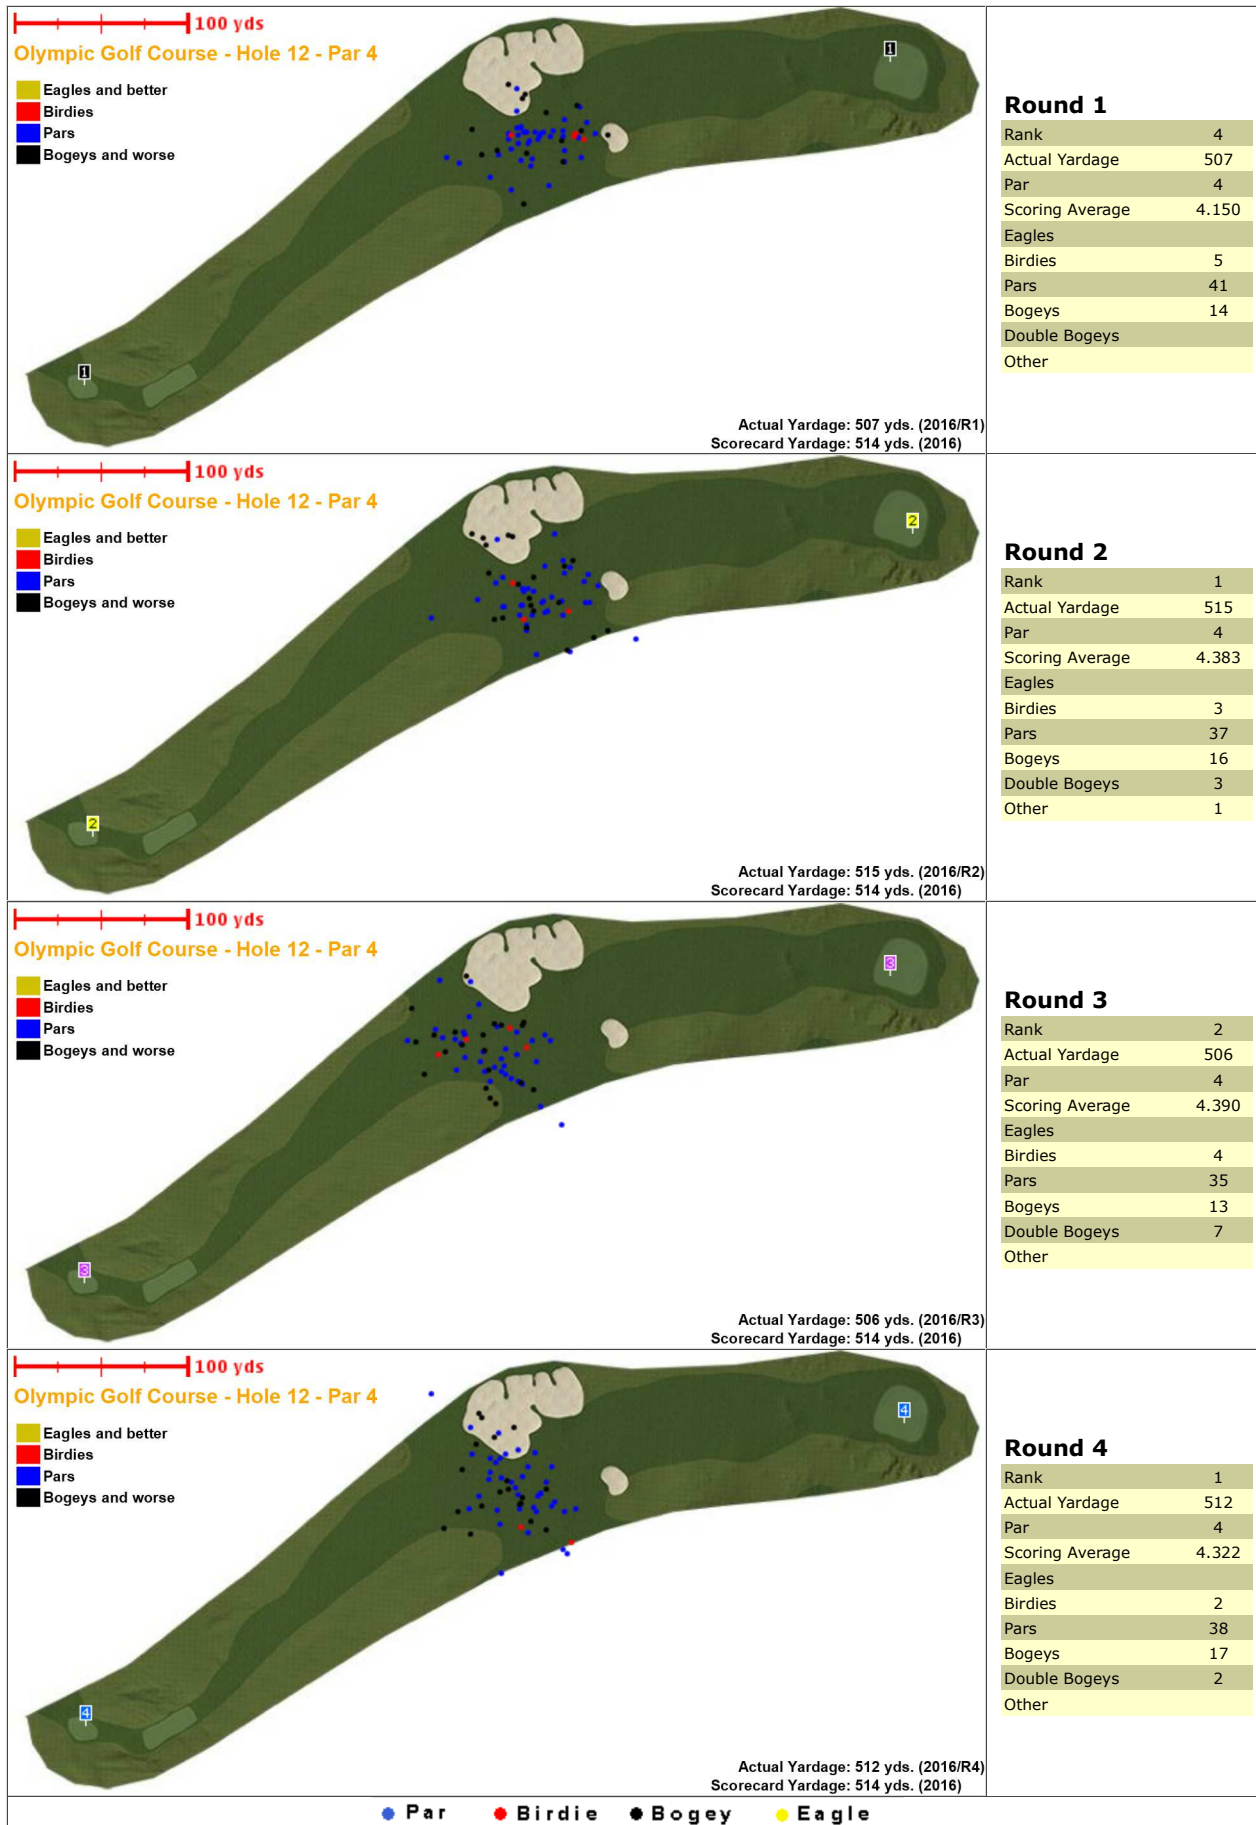 100 yds
Olympic Golf Course - Hole 12 - Par 4
Eagles and better
Birdies
Pars
Bogeys and worse
1
1
Actual Yardage: 507 yds. (2016/R1)
Scorecard Yardage: 514 yds. (2016)
Round 1
Rank 4
Actual Yardage 507
Par 4
Scoring Average 4.150
Eagles
Birdies 5
Pars 41
Bogeys 14
Double Bogeys
Other
100 yds
Olympic Golf Course - Hole 12 - Par 4
Eagles and better
Birdies
Pars
Bogeys and worse
2
2
Actual Yardage: 515 yds. (2016/R2)
Scorecard Yardage: 514 yds. (2016)
Round 2
Rank 1
Actual Yardage 515
Par 4
Scoring Average 4.383
Eagles
Birdies 3
Pars 37
Bogeys 16
Double Bogeys 3
Other 1
100 yds
Olympic Golf Course - Hole 12 - Par 4
Eagles and better
Birdies
Pars
Bogeys and worse
3
3
Actual Yardage: 506 yds. (2016/R3)
Scorecard Yardage: 514 yds. (2016)
Round 3
Rank 2
Actual Yardage 506
Par 4
Scoring Average 4.390
Eagles
Birdies 4
Pars 35
Bogeys 13
Double Bogeys 7
Other
100 yds
Olympic Golf Course - Hole 12 - Par 4
Eagles and better
Birdies
Pars
Bogeys and worse
4
4
Actual Yardage: 512 yds. (2016/R4)
Scorecard Yardage: 514 yds. (2016)
Round 4
Rank 1
Actual Yardage 512
Par 4
Scoring Average 4.322
Eagles
Birdies 2
Pars 38
Bogeys 17
Double Bogeys 2
Other
Par Birdie Bogey Eagle